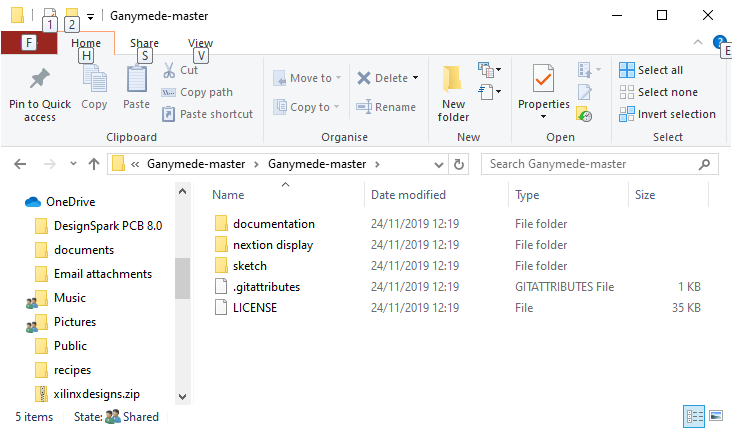 1 2 Ganymede-master
F Home Share View
H S V E
Pin to Quick access
Copy
Paste
Cut
Copy path
Paste shortcut
Clipboard
Move to
Copy to
Delete
Rename
Organise
New folder
New
Properties
Open
Select all
Select none
Invert selection
Select
« Ganymede-master > Ganymede-master >
Search Ganymede-master
OneDrive
DesignSpark PCB 8.0
documents
Email attachments
Music
Pictures
Public
recipes
xilinxdesigns.zip
Name Date modified Type Size
documentation 24/11/2019 12:19 File folder
nextion display 24/11/2019 12:19 File folder
sketch 24/11/2019 12:19 File folder
.gitattributes 24/11/2019 12:19 GITATTRIBUTES File 1 KB
LICENSE 24/11/2019 12:19 File 35 KB
5 items State: Shared